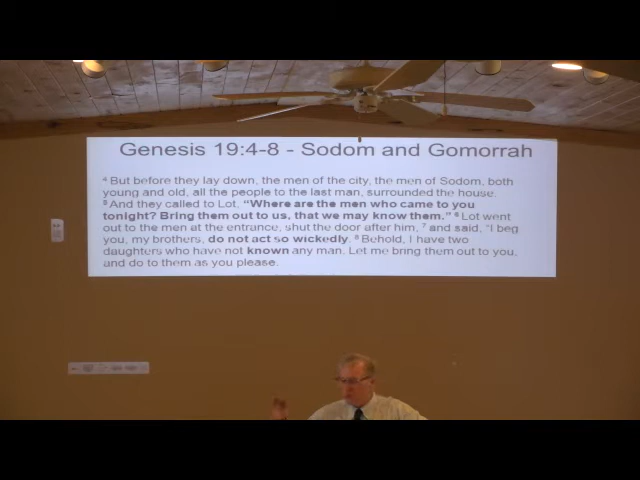 Genesis 19:4-8 - Sodom and Gomorrah
⁴ But before they lay down, the men of the city, the men of Sodom, both
young and old, all the people to the last man, surrounded the house.
⁵ And they called to Lot, "Where are the men who came to you
tonight? Bring them out to us, that we may know them." ⁶ Lot went
out to the men at the entrance, shut the door after him, ⁷ and said, "I beg
you, my brothers, do not act so wickedly. ⁸ Behold, I have two
daughters who have not known any man. Let me bring them out to you,
and do to them as you please.